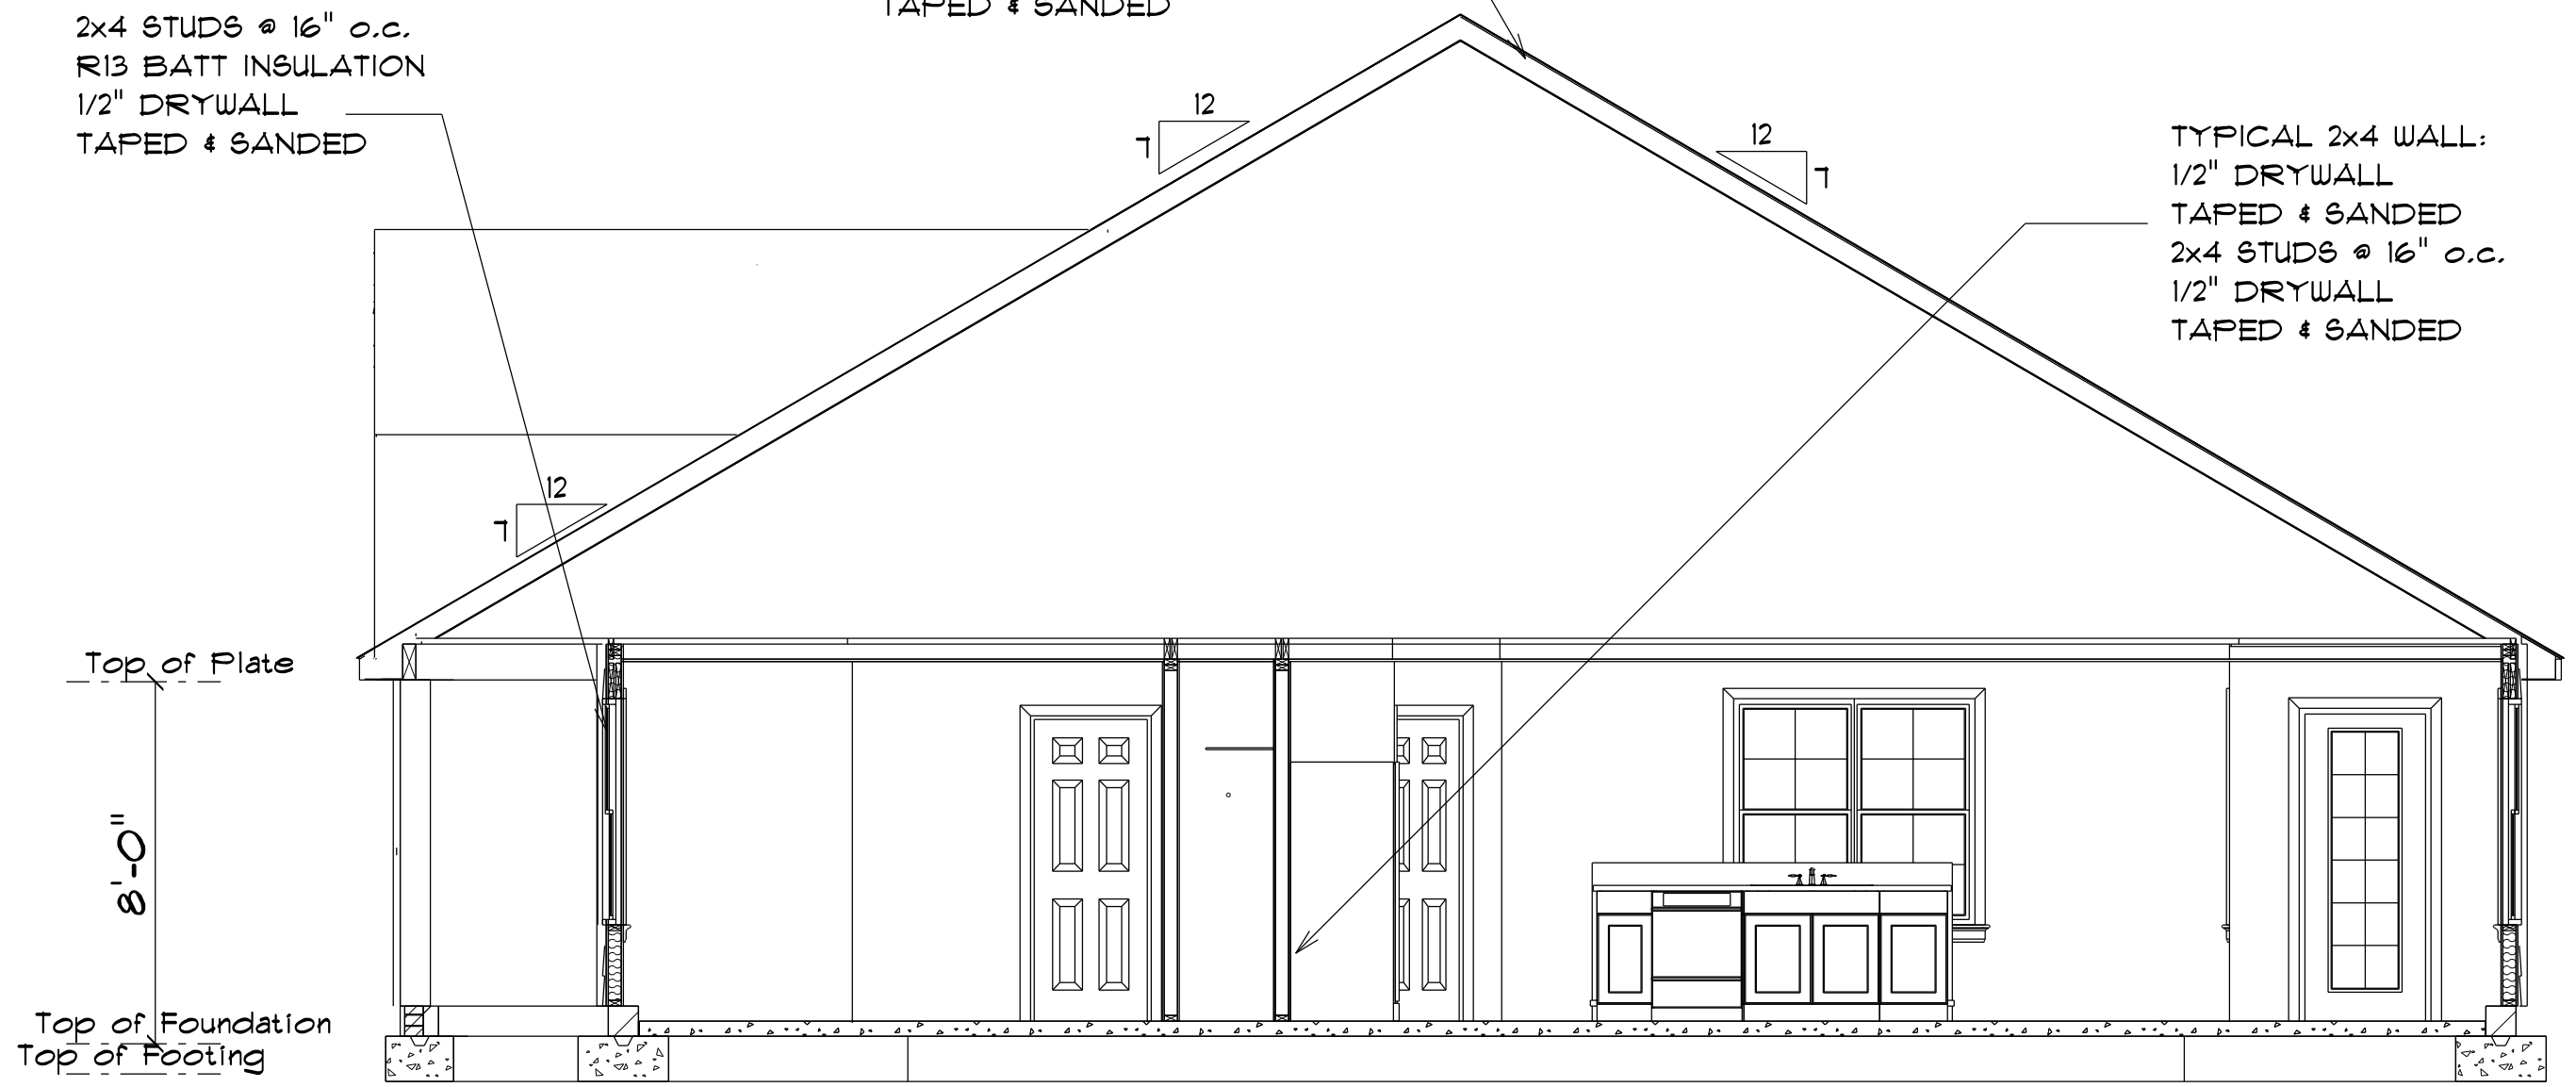 TAPED & SANDED
2x4 STUDS @ 16" o.c.
R13 BATT INSULATION
1/2" DRYWALL
TAPED & SANDED
12
7
12
7
TYPICAL 2x4 WALL:
1/2" DRYWALL
TAPED & SANDED
2x4 STUDS @ 16" o.c.
1/2" DRYWALL
TAPED & SANDED
12
7
Top of Plate
8'-0"
Top of Foundation
Top of Footing